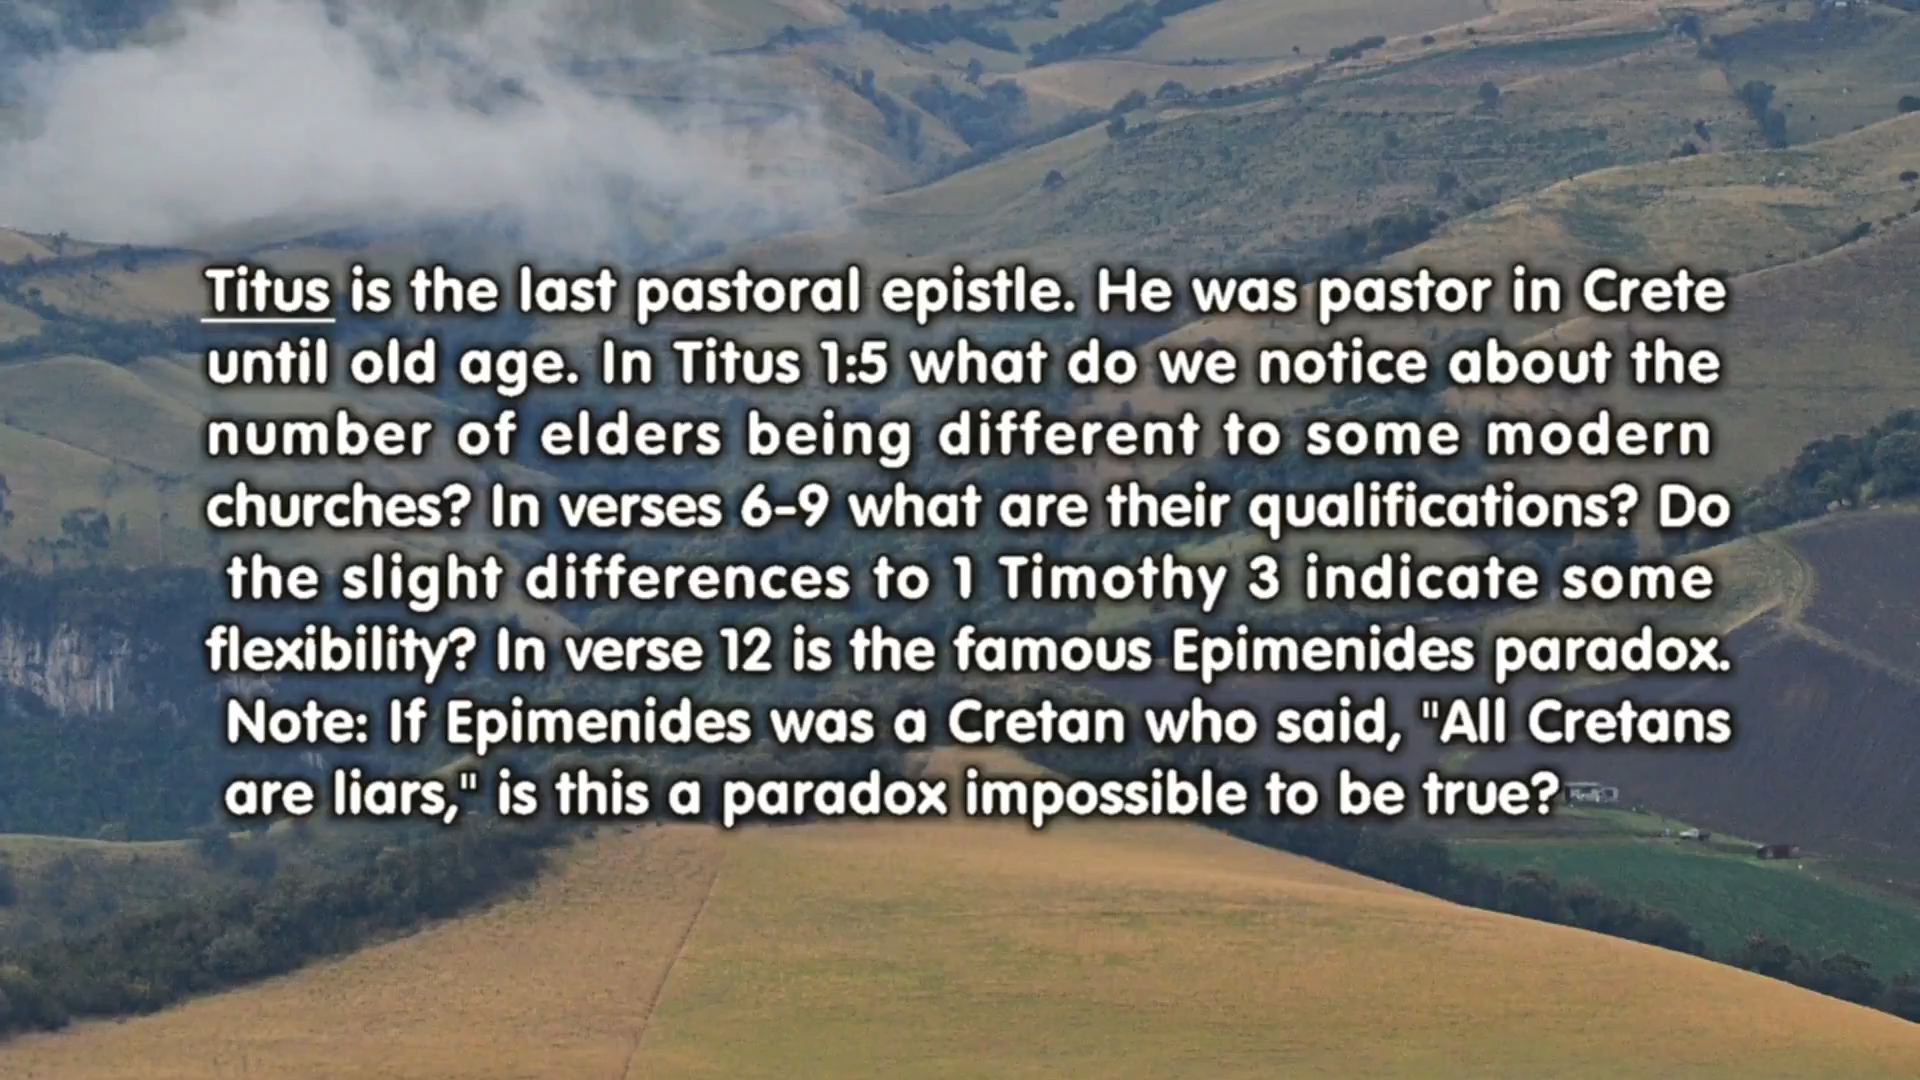 Titus is the last pastoral epistle. He was pastor in Crete
until old age. In Titus 1:5 what do we notice about the
number of elders being different to some modern
churches? In verses 6-9 what are their qualifications? Do
the slight differences to 1 Timothy 3 indicate some
flexibility? In verse 12 is the famous Epimenides paradox.
Note: If Epimenides was a Cretan who said, "All Cretans
are liars," is this a paradox impossible to be true?